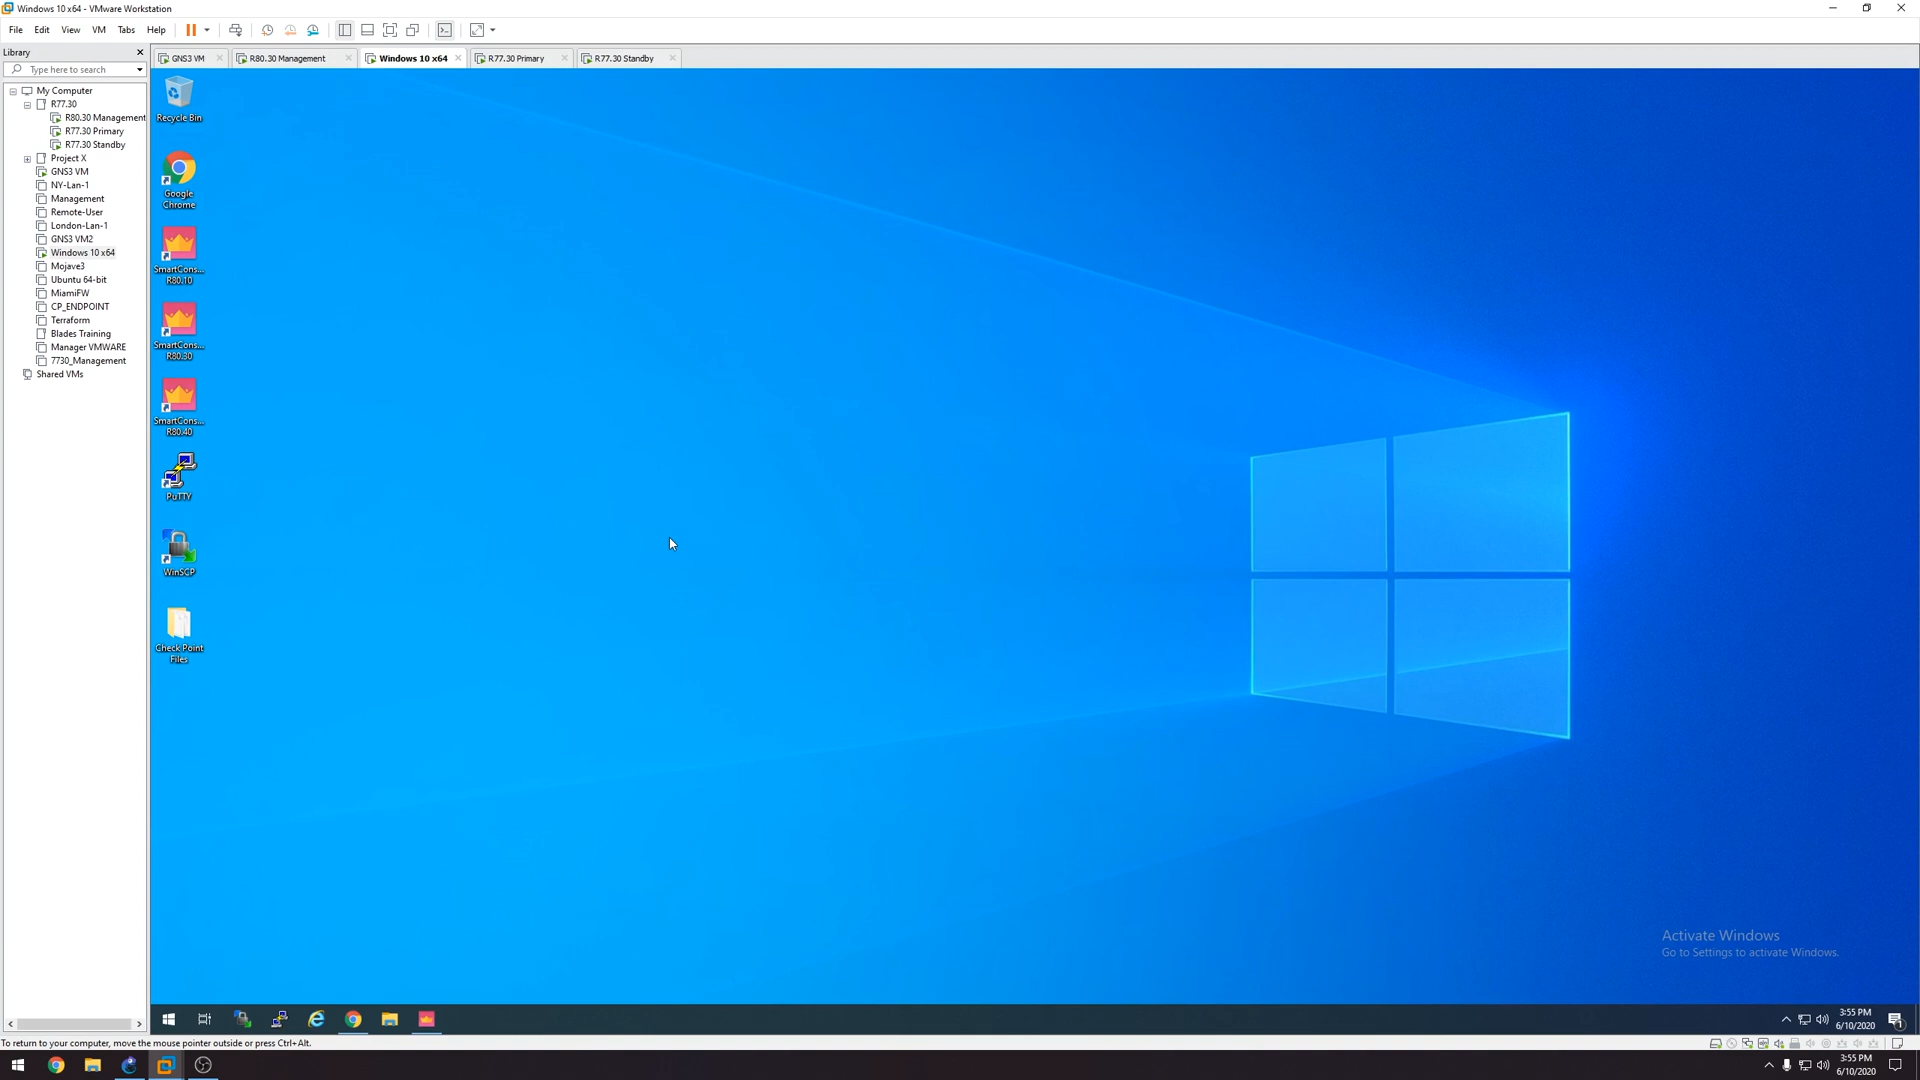 Windows 10 x64 - VMware Workstation
File Edit View VM Tabs Help
Library
Type here to search
GNS3 VM
R80.30 Management
Windows 10 x64
R77.30 Primary
R77.30 Standby
My Computer
R77.30
R80.30 Management
R77.30 Primary
R77.30 Standby
Project X
GNS3 VM
NY-Lan-1
Management
Remote-User
London-Lan-1
GNS3 VM2
Windows 10 x64
Mojave3
Ubuntu 64-bit
MiamiFW
CP_ENDPOINT
Terraform
Blades Training
Manager VMWARE
7730_Management
Shared VMs
Recycle Bin
Google
Chrome
SmartCons...
R80.10
SmartCons...
R80.30
SmartCons...
R80.40
PuTTY
WinSCP
Check Point
Files
Activate Windows
Go to Settings to activate Windows.
3:55 PM
6/10/2020
1
To return to your computer, move the mouse pointer outside or press Ctrl+Alt.
3:55 PM
6/10/2020